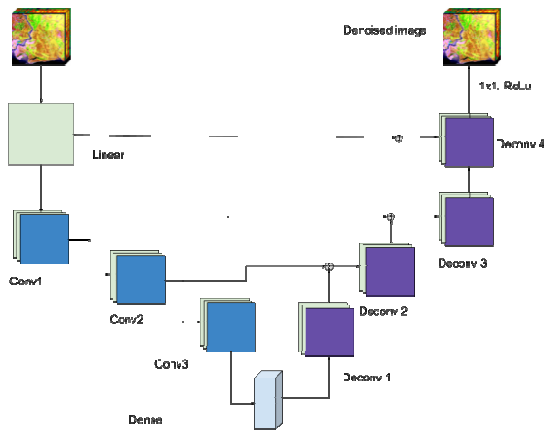 Denoised image
1x1, ReLu
Linear
Deconv 4
Conv1
Deconv 3
Conv2
Deconv 2
Conv3
Deconv 1
Dense